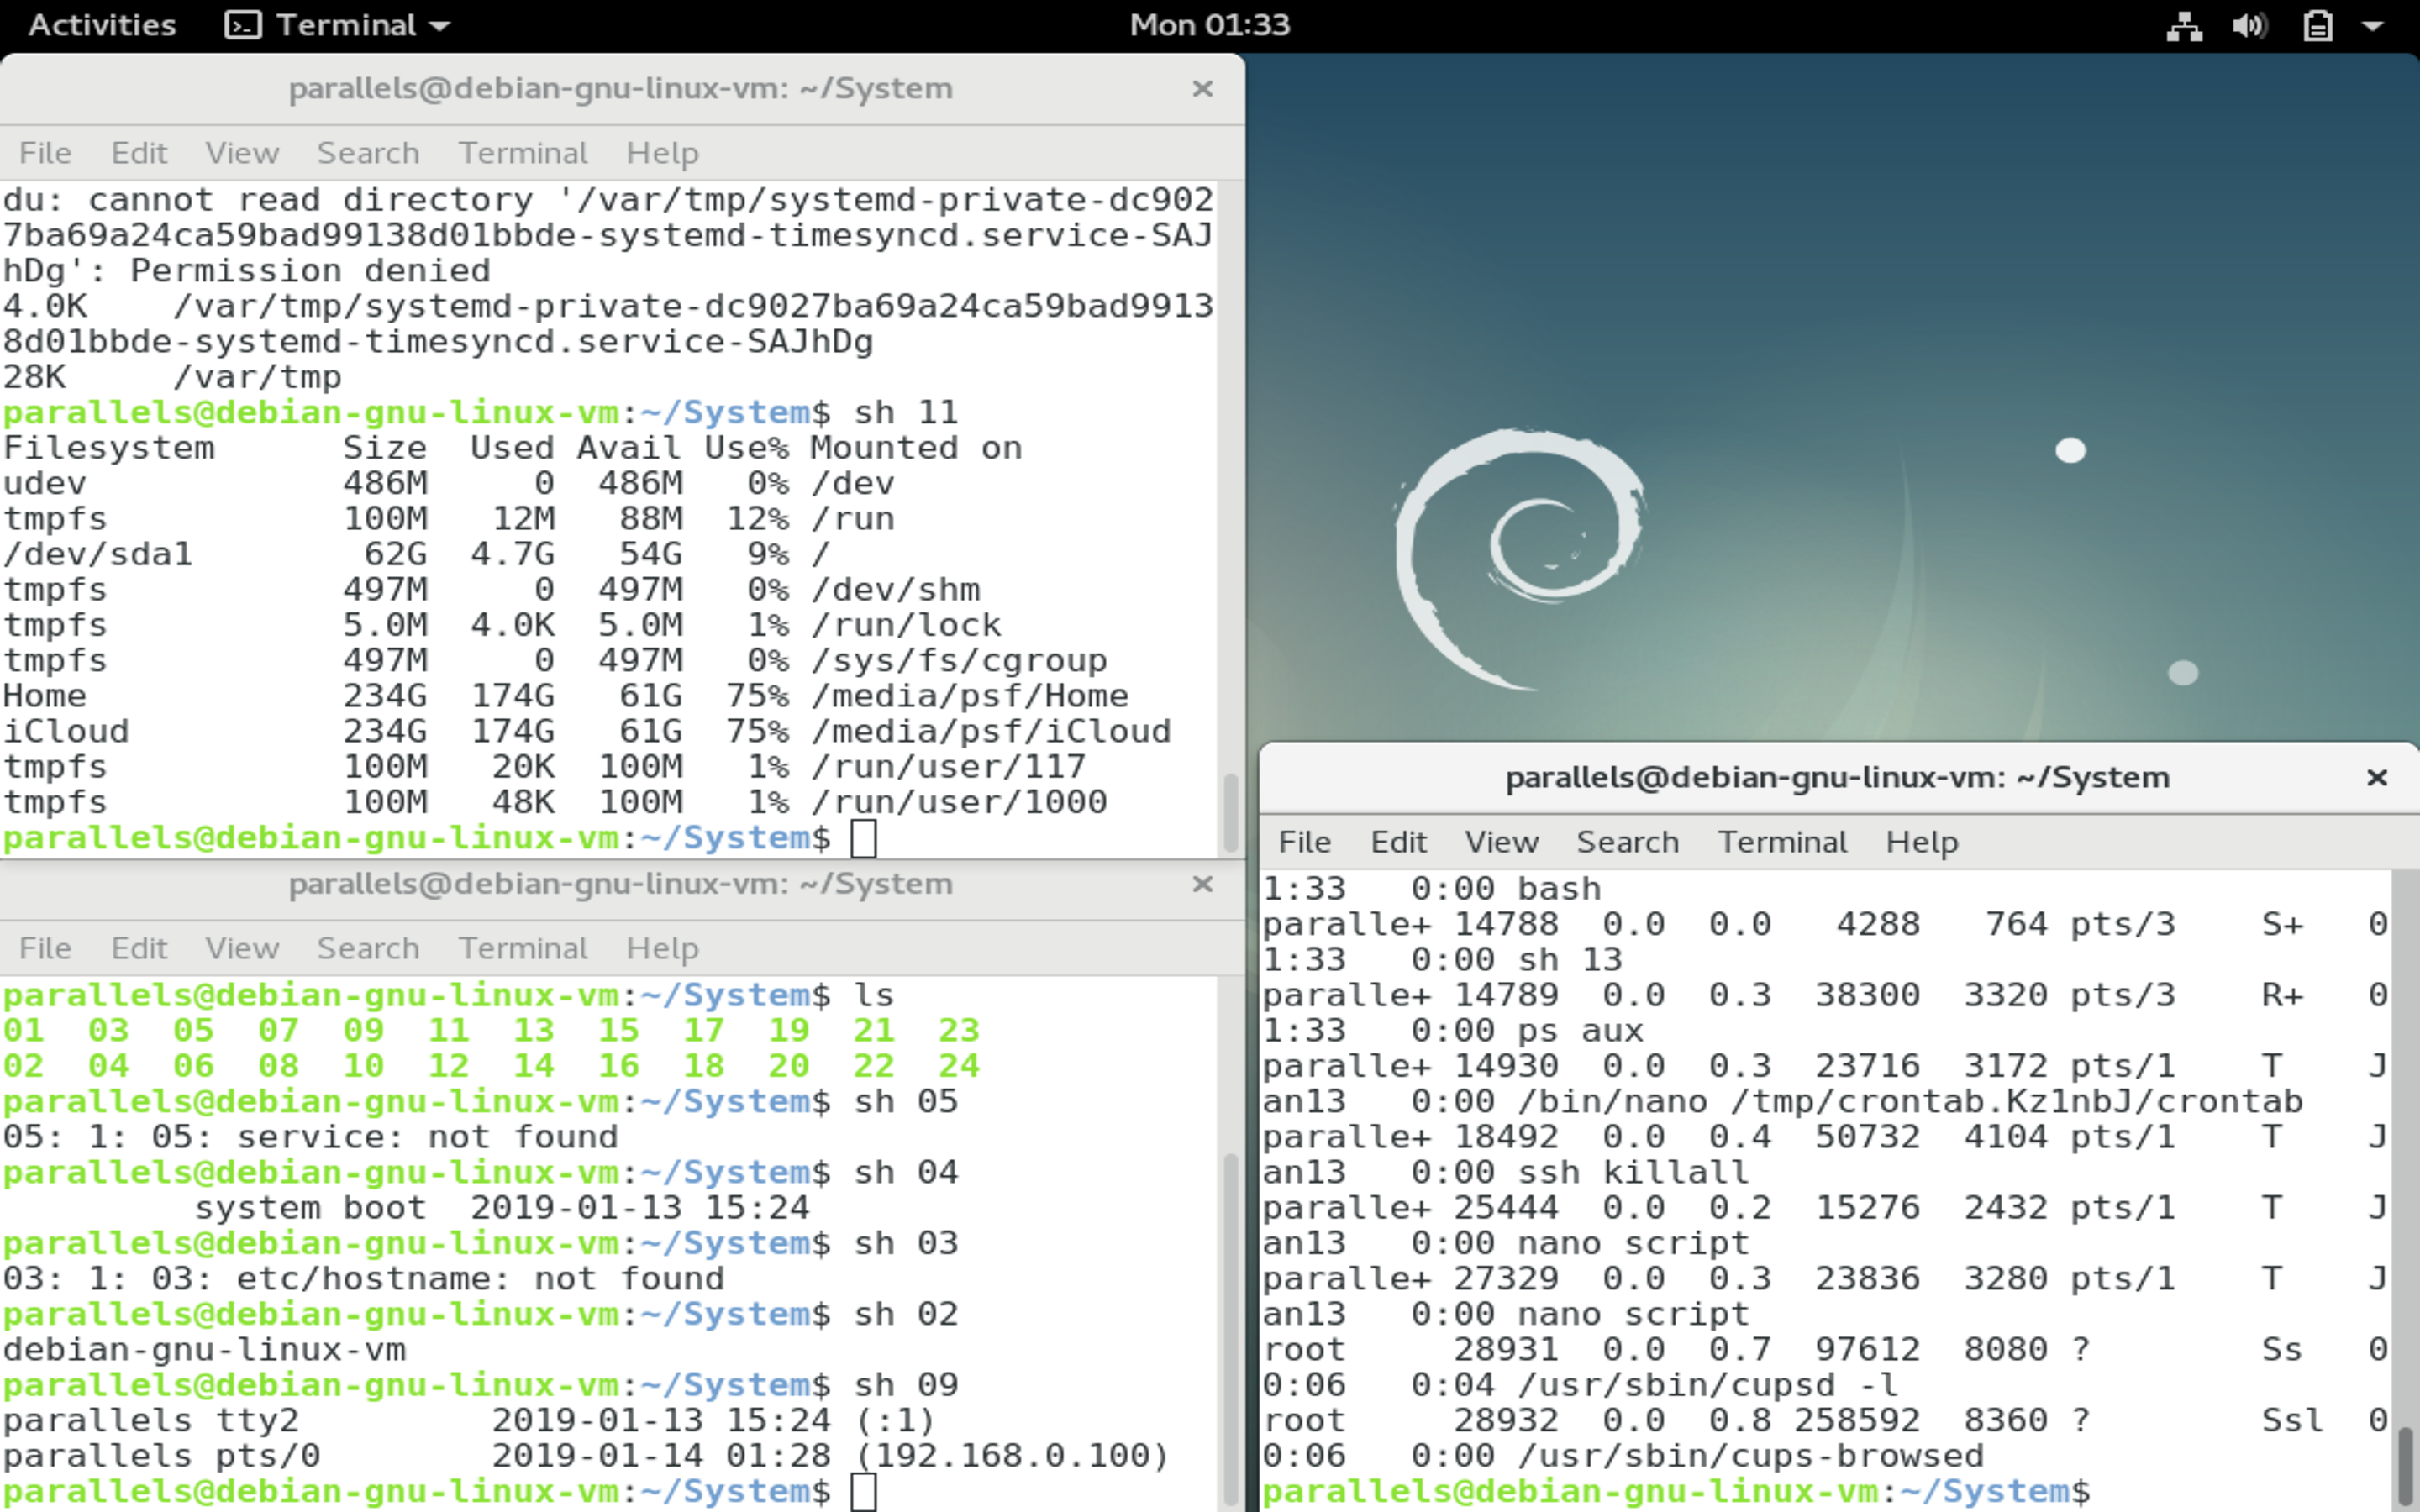 Activities Terminal Mon 01:33
parallels@debian-gnu-linux-vm: ~/System ×
File Edit View Search Terminal Help
du: cannot read directory '/var/tmp/systemd-private-dc902
7ba69a24ca59bad99138d01bbde-systemd-timesyncd.service-SAJ
hDg': Permission denied
4.0K /var/tmp/systemd-private-dc9027ba69a24ca59bad9913
8d01bbde-systemd-timesyncd.service-SAJhDg
28K /var/tmp
parallels@debian-gnu-linux-vm:~/System$ sh 11
Filesystem Size Used Avail Use% Mounted on
udev 486M 0 486M 0% /dev
tmpfs 100M 12M 88M 12% /run
/dev/sda1 62G 4.7G 54G 9% /
tmpfs 497M 0 497M 0% /dev/shm
tmpfs 5.0M 4.0K 5.0M 1% /run/lock
tmpfs 497M 0 497M 0% /sys/fs/cgroup
Home 234G 174G 61G 75% /media/psf/Home
iCloud 234G 174G 61G 75% /media/psf/iCloud
tmpfs 100M 20K 100M 1% /run/user/117
tmpfs 100M 48K 100M 1% /run/user/1000
parallels@debian-gnu-linux-vm:~/System$
parallels@debian-gnu-linux-vm: ~/System ×
File Edit View Search Terminal Help
parallels@debian-gnu-linux-vm:~/System$ ls
01 03 05 07 09 11 13 15 17 19 21 23
02 04 06 08 10 12 14 16 18 20 22 24
parallels@debian-gnu-linux-vm:~/System$ sh 05
05: 1: 05: service: not found
parallels@debian-gnu-linux-vm:~/System$ sh 04
system boot 2019-01-13 15:24
parallels@debian-gnu-linux-vm:~/System$ sh 03
03: 1: 03: etc/hostname: not found
parallels@debian-gnu-linux-vm:~/System$ sh 02
debian-gnu-linux-vm
parallels@debian-gnu-linux-vm:~/System$ sh 09
parallels tty2 2019-01-13 15:24 (:1)
parallels pts/0 2019-01-14 01:28 (192.168.0.100)
parallels@debian-gnu-linux-vm:~/System$
parallels@debian-gnu-linux-vm: ~/System ×
File Edit View Search Terminal Help
1:33 0:00 bash
paralle+ 14788 0.0 0.0 4288 764 pts/3 S+ 0
1:33 0:00 sh 13
paralle+ 14789 0.0 0.3 38300 3320 pts/3 R+ 0
1:33 0:00 ps aux
paralle+ 14930 0.0 0.3 23716 3172 pts/1 T J
an13 0:00 /bin/nano /tmp/crontab.Kz1nbJ/crontab
paralle+ 18492 0.0 0.4 50732 4104 pts/1 T J
an13 0:00 ssh killall
paralle+ 25444 0.0 0.2 15276 2432 pts/1 T J
an13 0:00 nano script
paralle+ 27329 0.0 0.3 23836 3280 pts/1 T J
an13 0:00 nano script
root 28931 0.0 0.7 97612 8080 ? Ss 0
0:06 0:04 /usr/sbin/cupsd -l
root 28932 0.0 0.8 258592 8360 ? Ssl 0
0:06 0:00 /usr/sbin/cups-browsed
parallels@debian-gnu-linux-vm:~/System$